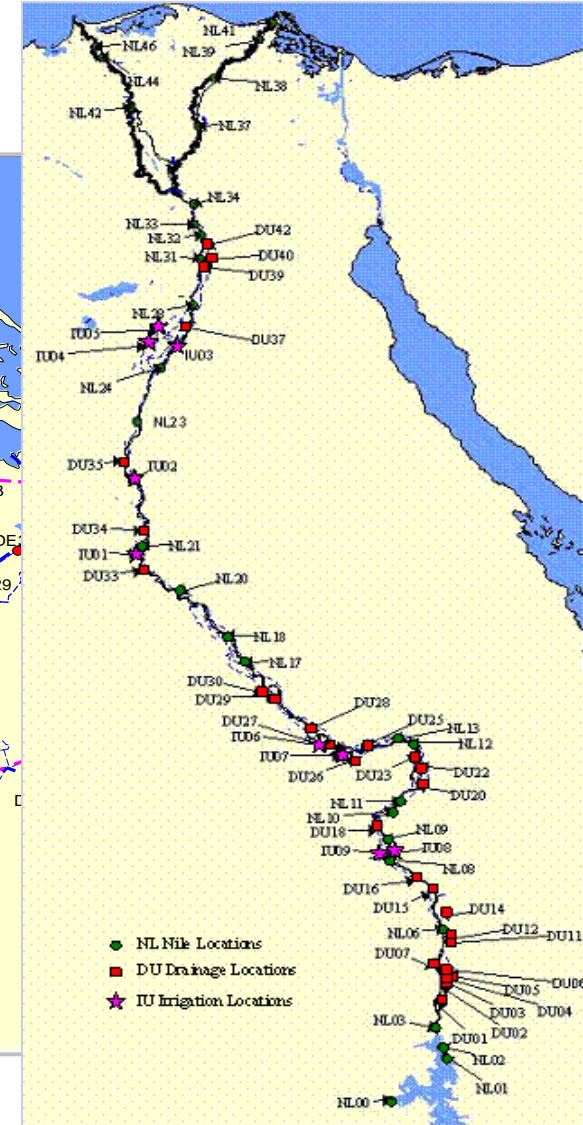 NL41
NL46
NL39
NL44
NL38
NL42
NL37
NL34
NL33
DU42
NL32
NL31
DU40
DU39
NL28
IU05
DU37
IU04
IU03
NL24
NL23
DU35
IU02
DU34
NL21
IU01
DU33
NL20
NL18
NL17
DU30
DU29
DU28
DU27
DU25
NL13
IU06
NL12
IU07
DU26
DU23
DU22
DU20
NL11
NL10
DU18
NL09
IU09
IU08
NL08
DU16
DU15
DU14
NL06
DU12
DU11
DU07
DU06
DU05
DU04
DU03
DU02
NL03
DU01
NL02
NL01
NL00
NL Nile Locations
DU Drainage Locations
IU Irrigation Locations